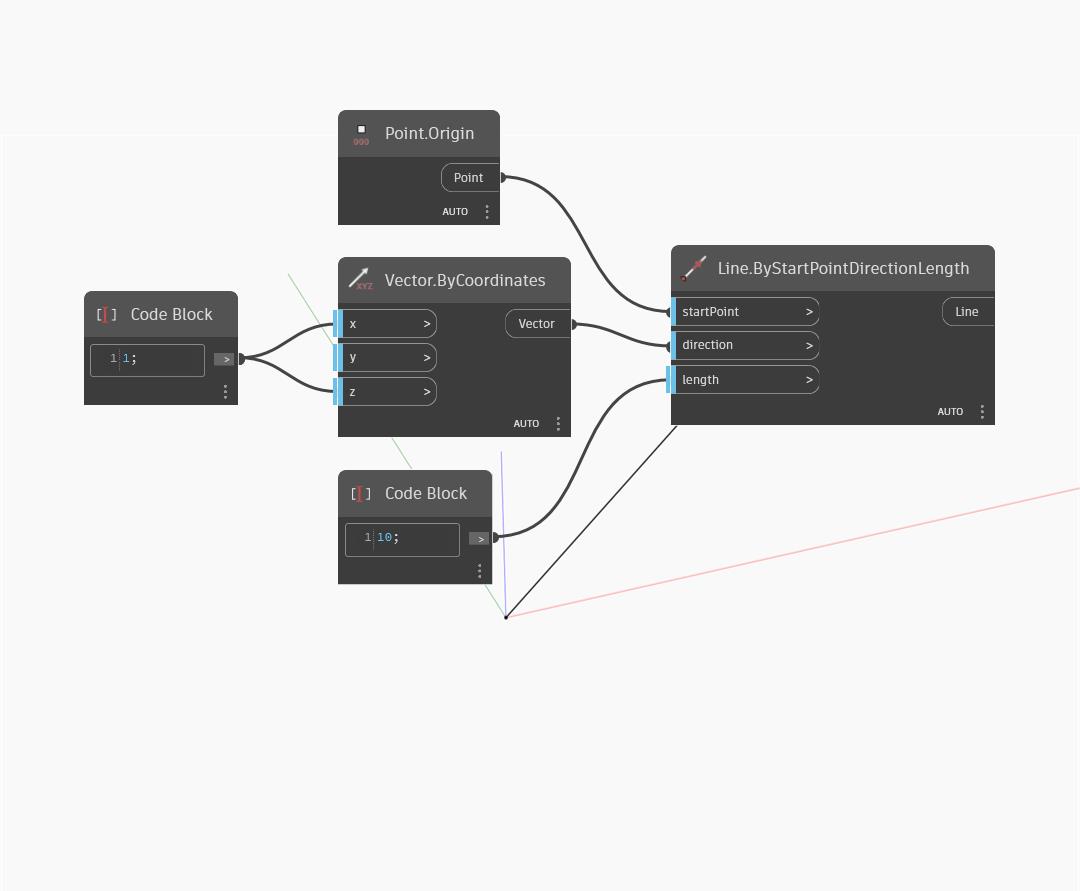 Point.Origin
Point
AUTO
Vector.ByCoordinates
XYZ
x >
Vector
y >
z >
AUTO
Code Block
1 1; >
Code Block
1 10; >
Line.ByStartPointDirectionLength
startPoint >
Line
direction >
length >
AUTO